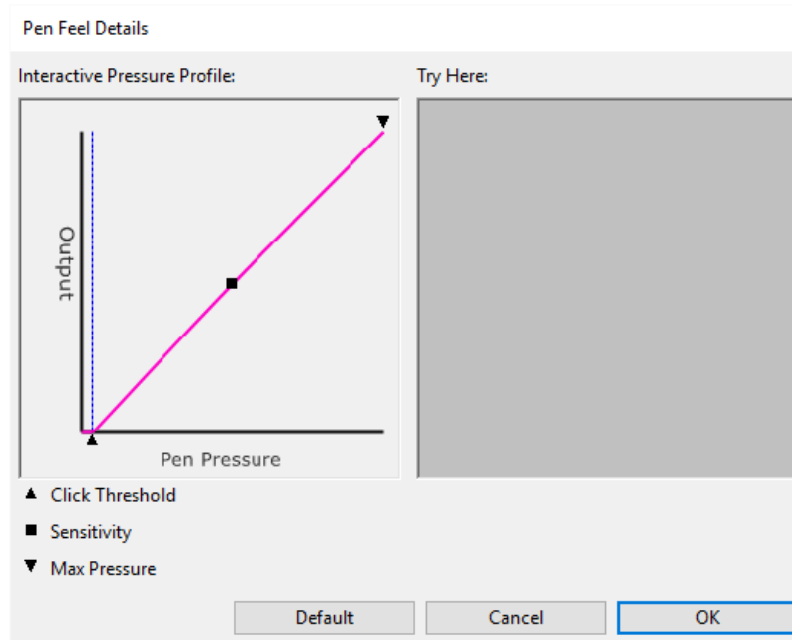 Pen Feel Details
Interactive Pressure Profile:
Try Here:
Output
Pen Pressure
Click Threshold
Sensitivity
Max Pressure
Default
Cancel
OK